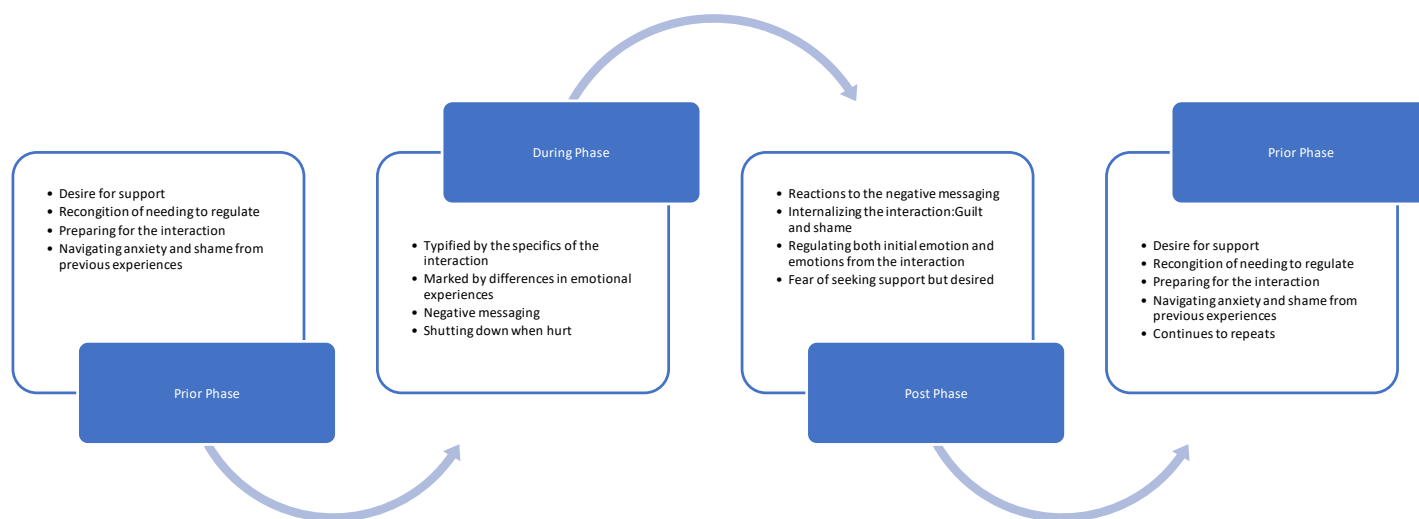 • Desire for support
• Recongition of needing to regulate
• Preparing for the interaction
• Navigating anxiety and shame from
previous experiences
Prior Phase
During Phase
• Typified by the specifics of the
interaction
• Marked by differences in emotional
experiences
• Negative messaging
• Shutting down when hurt
• Reactions to the negative messaging
• Internalizing the interaction:Guilt
and shame
• Regulating both initial emotion and
emotions from the interaction
• Fear of seeking support but desired
Post Phase
Prior Phase
• Desire for support
• Recongition of needing to regulate
• Preparing for the interaction
• Navigating anxiety and shame from
previous experiences
• Continues to repeats